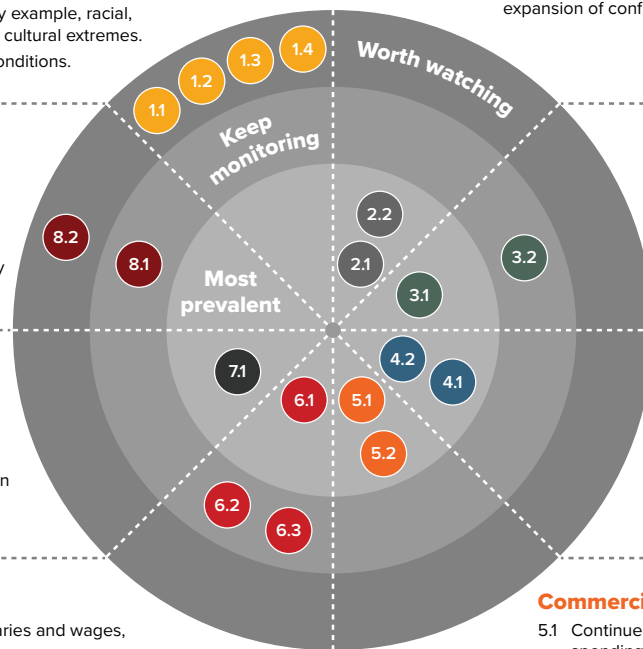 y example, racial,
cultural extremes.
onditions.
expansion of conf
1.1
1.2
1.3
1.4
Worth watching
Keep
monitoring
2.2
2.1
3.2
3.1
8.2
8.1
y
Most
prevalent
4.2
4.1
7.1
6.1
5.1
5.2
6.2
6.3
n
aries and wages,
Commerci
5.1 Continue